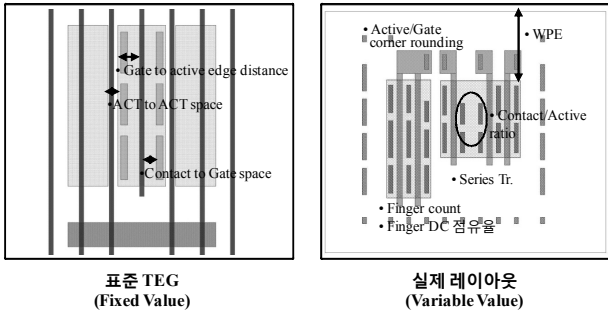 • Gate to active edge distance
• ACT to ACT space
• Contact to Gate space
표준 TEG
(Fixed Value)
• Active/Gate
corner rounding
• WPE
• Contact/Active
ratio
• Series Tr.
• Finger count
• Finger DC 점유율
실제 레이아웃
(Variable Value)